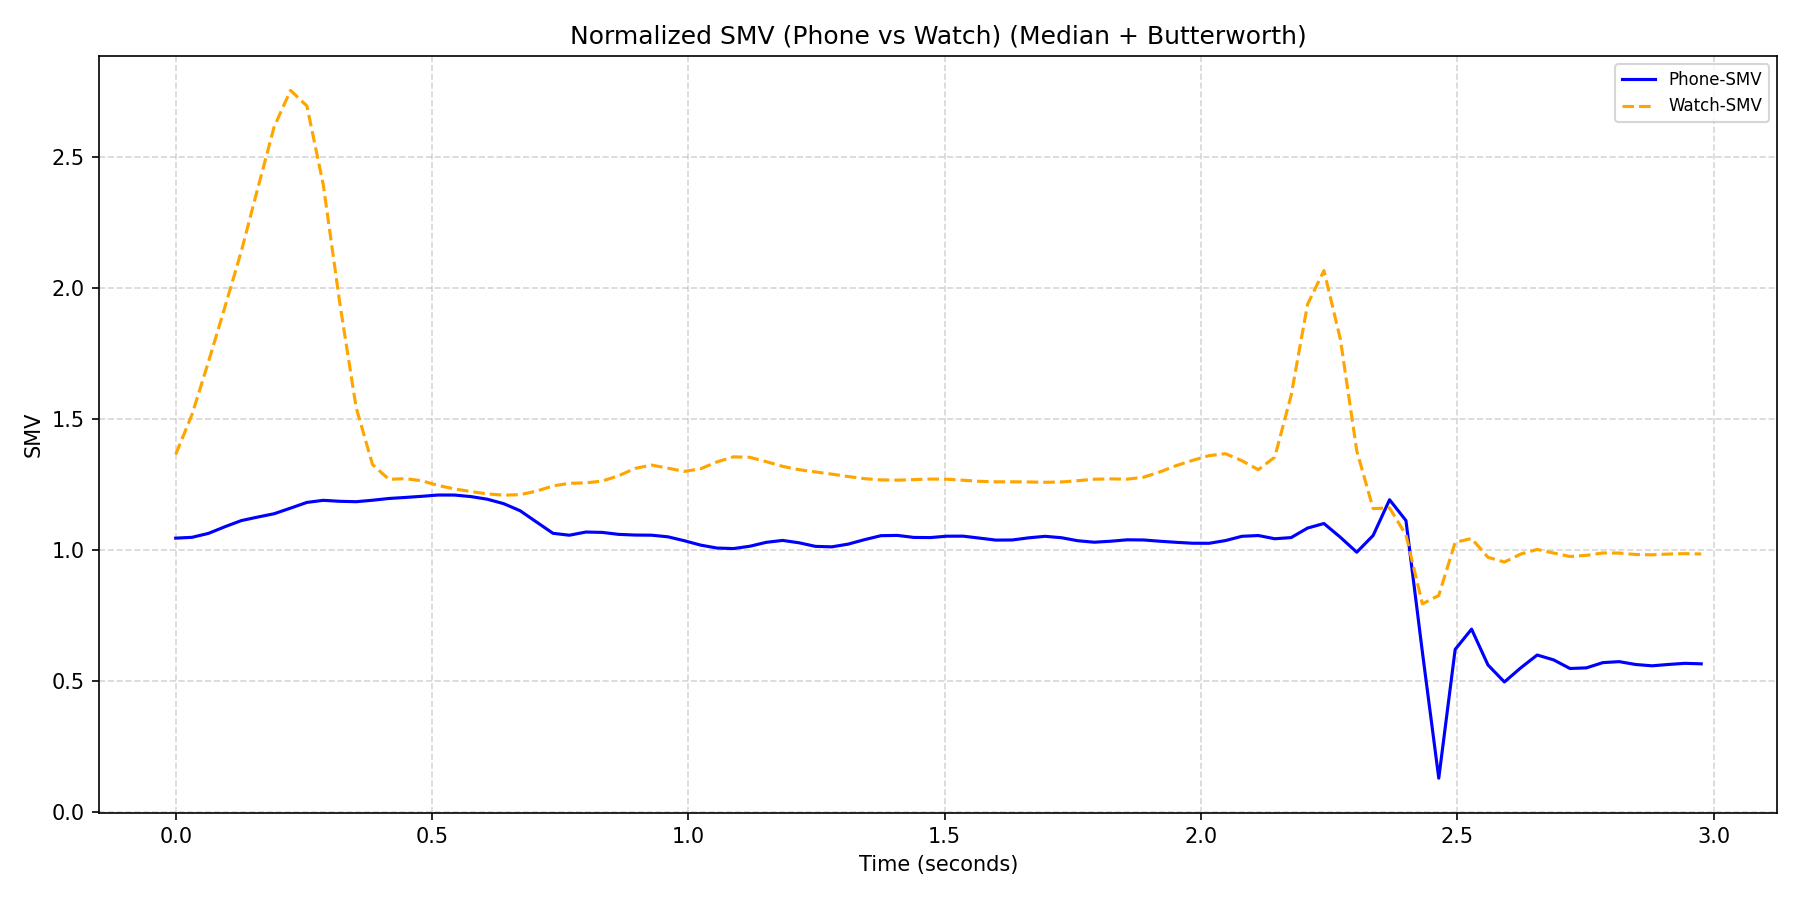 Normalized SMV (Phone vs Watch) (Median + Butterworth)
Phone-SMV
Watch-SMV
SMV
2.5
2.0
1.5
1.0
0.5
0.0
0.0 0.5 1.0 1.5 2.0 2.5 3.0
Time (seconds)